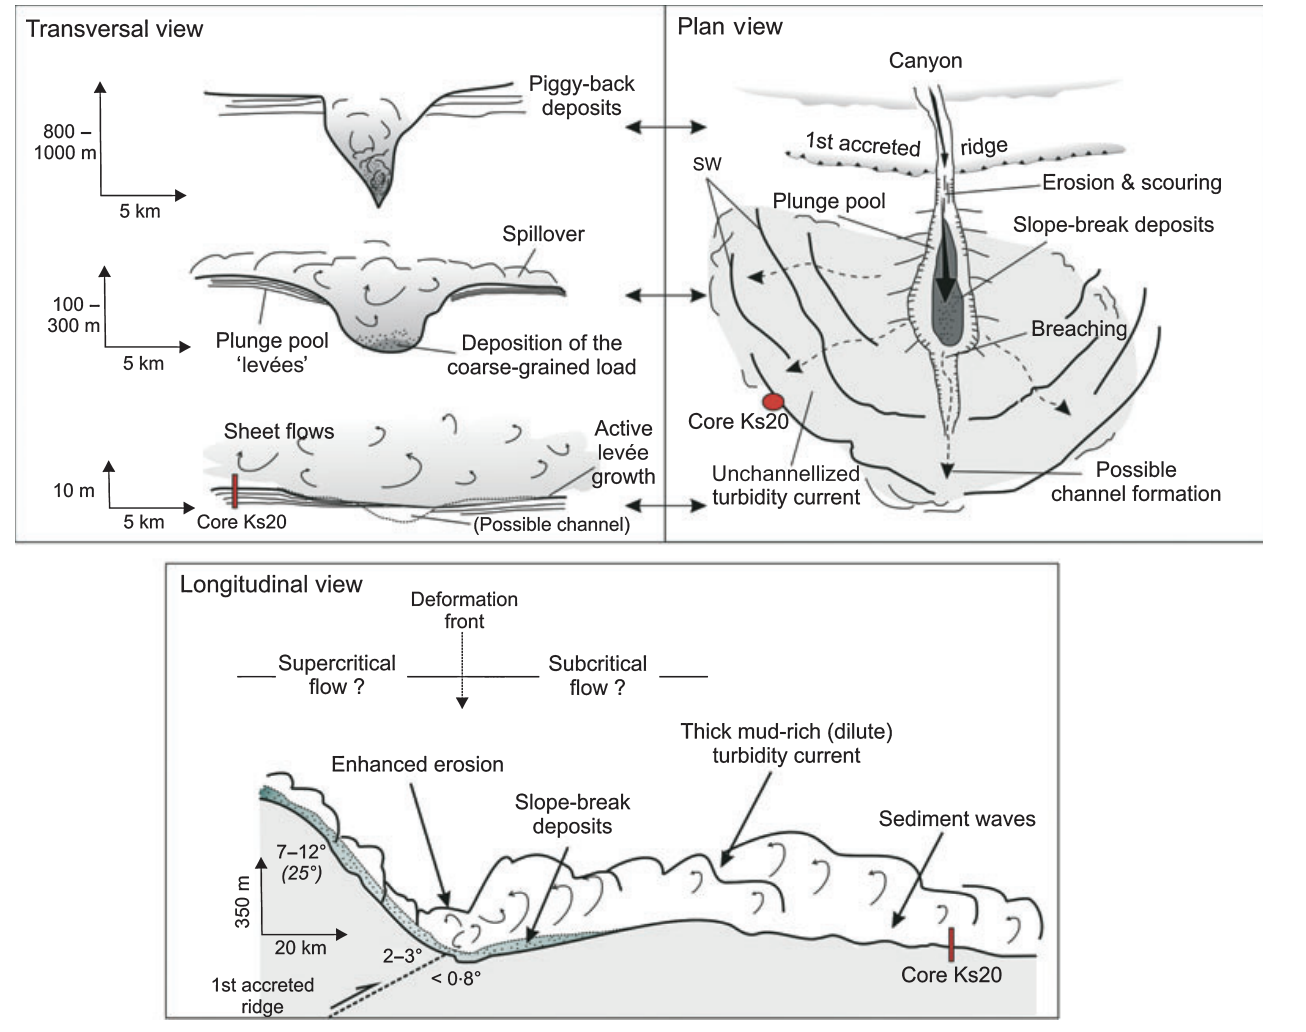 Transversal view
800 –
1000 m
5 km
Piggy-back
deposits
100 –
300 m
5 km
Spillover
Plunge pool
‘levées’
Deposition of the
coarse-grained load
10 m
5 km
Sheet flows
Core Ks20
Active
levée
growth
(Possible channel)
Plan view
Canyon
1st accreted ridge
SW
Erosion & scouring
Plunge pool
Slope-break deposits
Breaching
Core Ks20
Unchannellized
turbidity current
Possible
channel formation
Longitudinal view
Deformation
front
Supercritical
flow ?
Subcritical
flow ?
Thick mud-rich (dilute)
turbidity current
Enhanced erosion
Slope-break
deposits
Sediment waves
7–12°
(25°)
350 m
20 km
2–3°
< 0·8°
1st accreted
ridge
Core Ks20